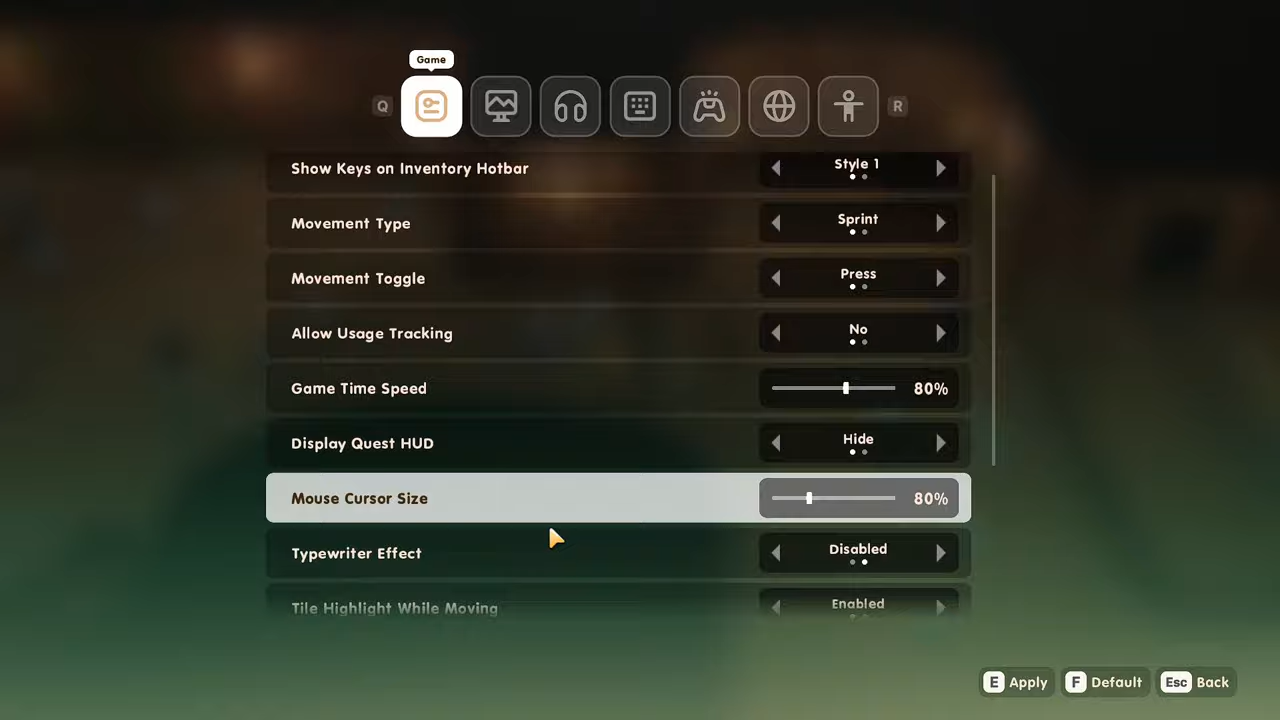 Game
Q
R
Show Keys on Inventory Hotbar
Style 1
Movement Type
Sprint
Movement Toggle
Press
Allow Usage Tracking
No
Game Time Speed
80%
Display Quest HUD
Hide
Mouse Cursor Size
80%
Typewriter Effect
Disabled
Tile Highlight While Moving
Enabled
E Apply
F Default
Esc Back